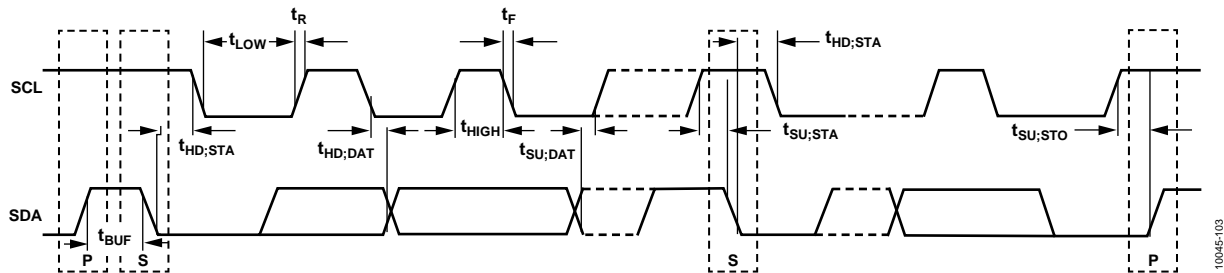 tR
tF
tLOW
tHD;STA
SCL
tHD;STA
tHD;DAT
tHIGH
tSU;DAT
tSU;STA
tSU;STO
SDA
tBUF
P
S
S
P
10045-103